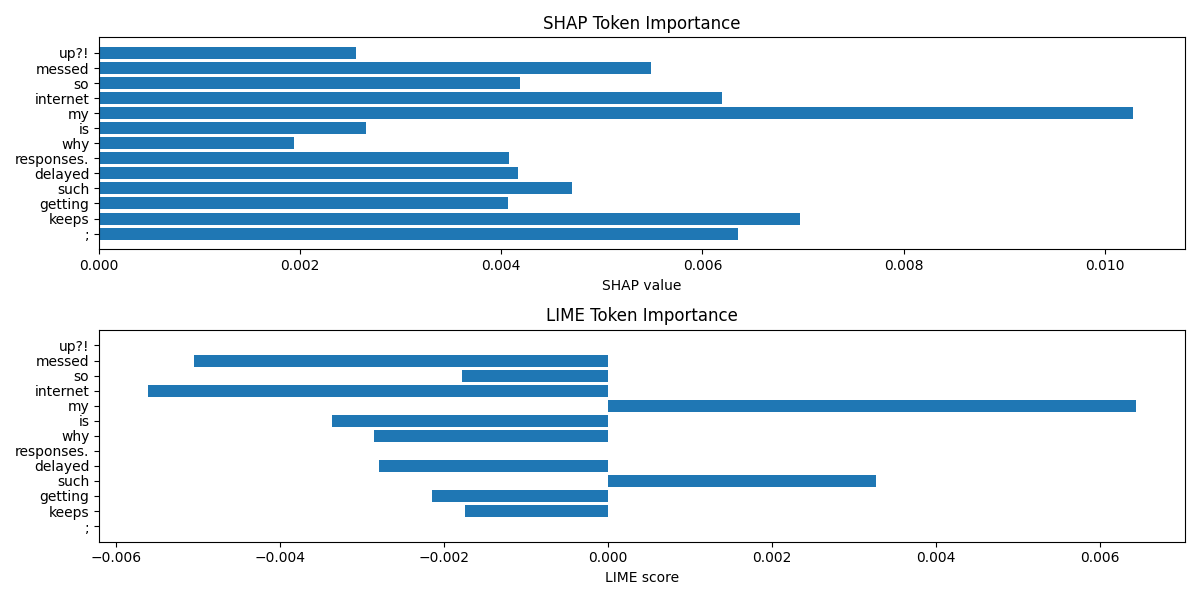 SHAP Token Importance
up?!
messed
so
internet
my
is
why
responses.
delayed
such
getting
keeps
;
0.000 0.002 0.004 0.006 0.008 0.010
SHAP value
LIME Token Importance
up?!
messed
so
internet
my
is
why
responses.
delayed
such
getting
keeps
;
−0.006 −0.004 −0.002 0.000 0.002 0.004 0.006
LIME score